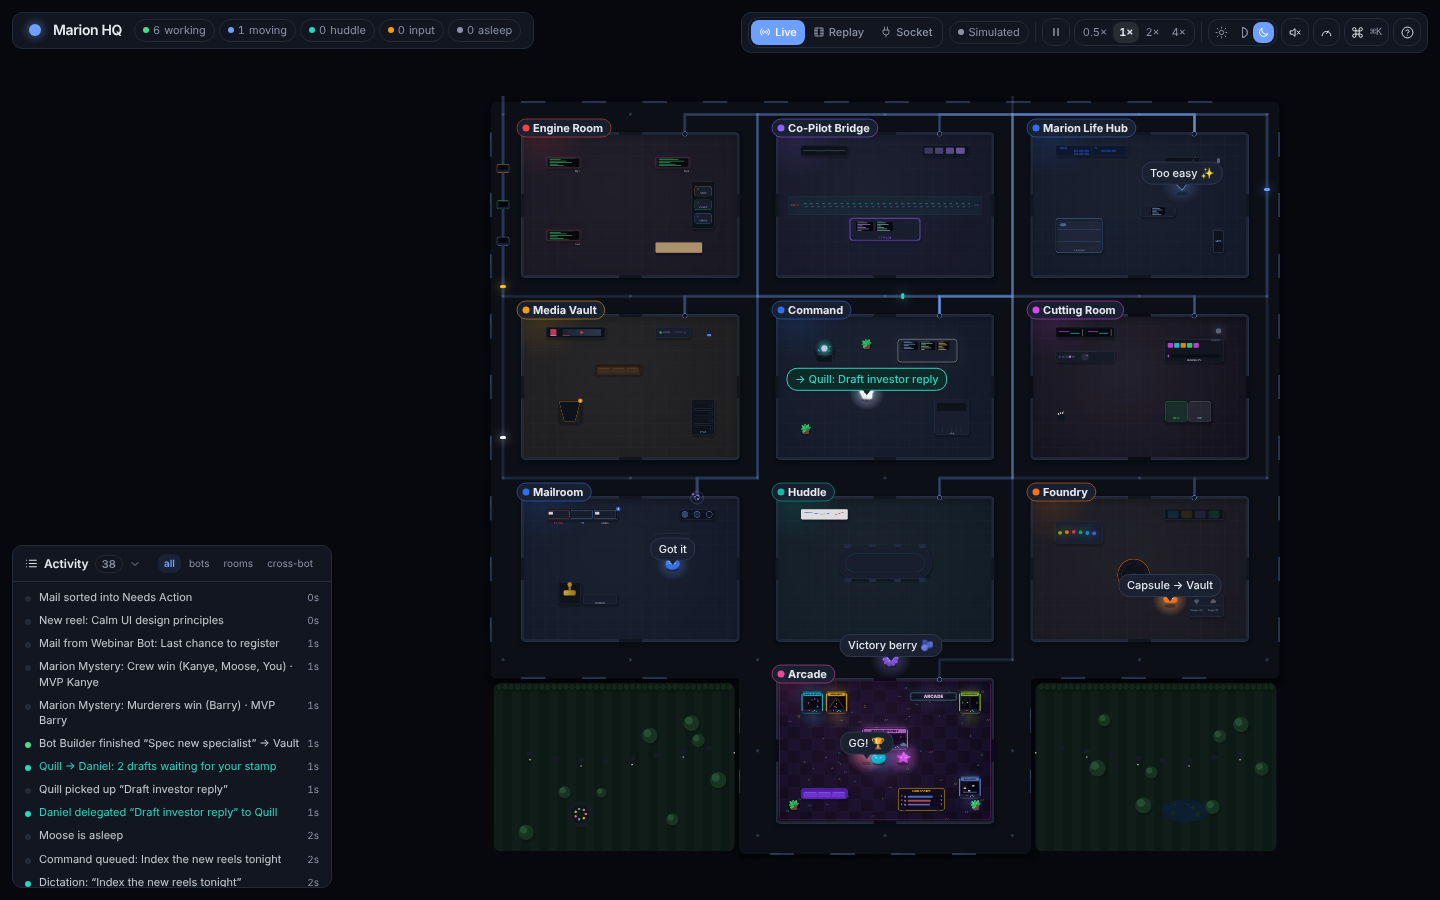 Marion HQ
6 working
1 moving
0 huddle
0 input
0 asleep
Live
Replay
Socket
Simulated
0.5×
1×
2×
4×
⌘K
Engine Room
Co-Pilot Bridge
Marion Life Hub
Too easy ✨
Media Vault
Command
Cutting Room
→ Quill: Draft investor reply
Mailroom
Huddle
Foundry
Got it
Capsule → Vault
Victory berry 🫐
Arcade
ARCADE
GG! 🏆
Activity
38
all
bots
rooms
cross-bot
Mail sorted into Needs Action 0s
New reel: Calm UI design principles 0s
Mail from Webinar Bot: Last chance to register 1s
Marion Mystery: Crew win (Kanye, Moose, You) · 1s
MVP Kanye
Marion Mystery: Murderers win (Barry) · MVP 1s
Barry
Bot Builder finished “Spec new specialist” → Vault 1s
Quill → Daniel: 2 drafts waiting for your stamp 1s
Quill picked up “Draft investor reply” 1s
Daniel delegated “Draft investor reply” to Quill 1s
Moose is asleep 2s
Command queued: Index the new reels tonight 2s
Dictation: “Index the new reels tonight” 2s